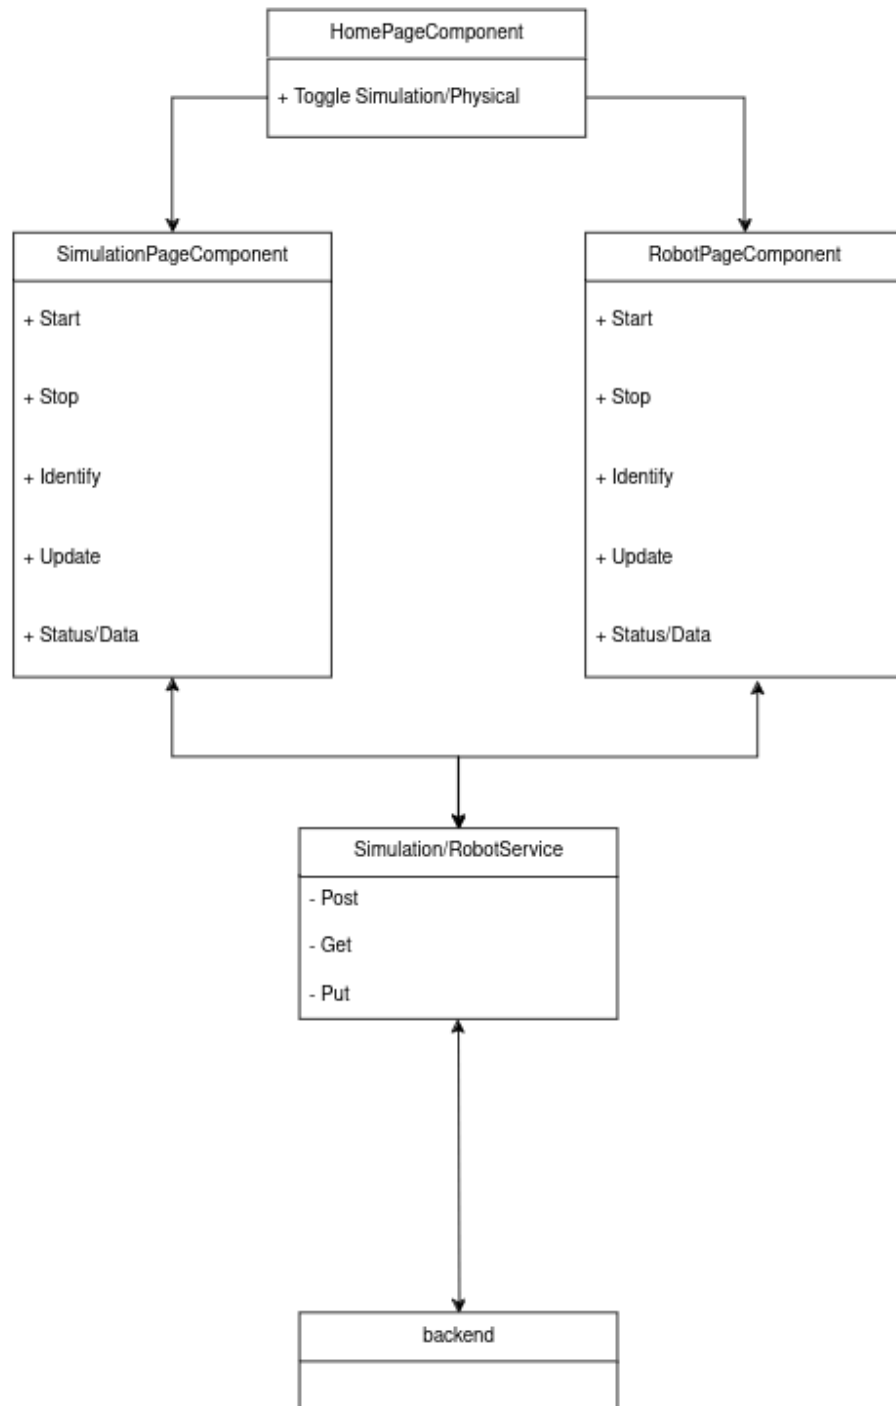 HomePageComponent
+ Toggle Simulation/Physical
SimulationPageComponent
+ Start
+ Stop
+ Identify
+ Update
+ Status/Data
RobotPageComponent
+ Start
+ Stop
+ Identify
+ Update
+ Status/Data
Simulation/RobotService
- Post
- Get
- Put
backend